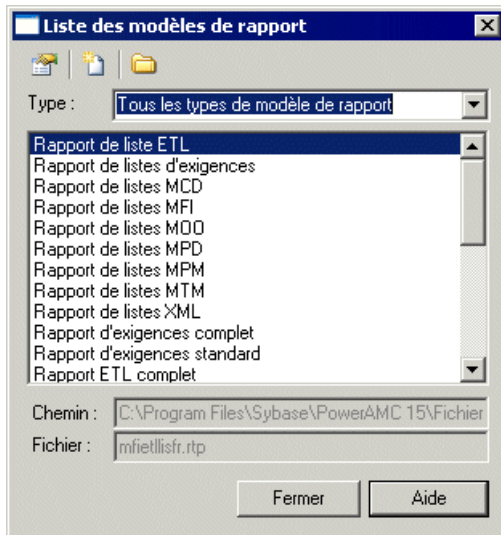 Liste des modèles de rapport
Type :
Tous les types de modèle de rapport
Rapport de liste ETL
Rapport de listes d'exigences
Rapport de listes MCD
Rapport de listes MFI
Rapport de listes MOO
Rapport de listes MPD
Rapport de listes MPM
Rapport de listes MTM
Rapport de listes XML
Rapport d'exigences complet
Rapport d'exigences standard
Rapport ETL complet
Chemin : C:\Program Files\Sybase\PowerAMC 15\Fichier
Fichier : mfietllisfr.rtp
Fermer Aide